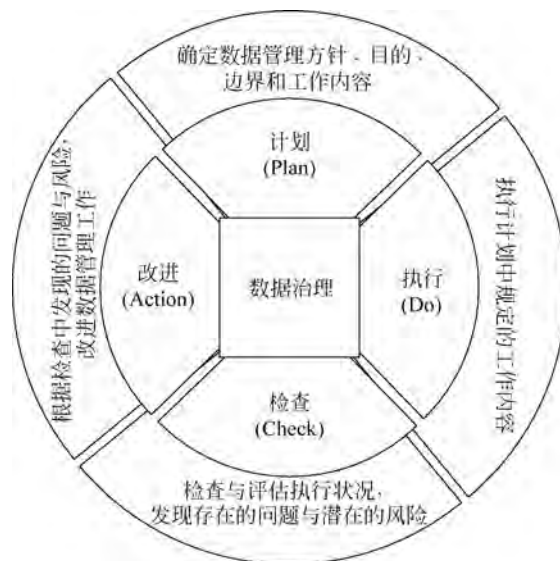 确定数据管理方针、目的、
边界和工作内容
计划
(Plan)
执行计划中规定的工作内容
执行
(Do)
数据治理
改进
(Action)
根据检查中发现的问题与风险,
改进数据管理工作
检查
(Check)
检查与评估执行状况,
发现存在的问题与潜在的风险